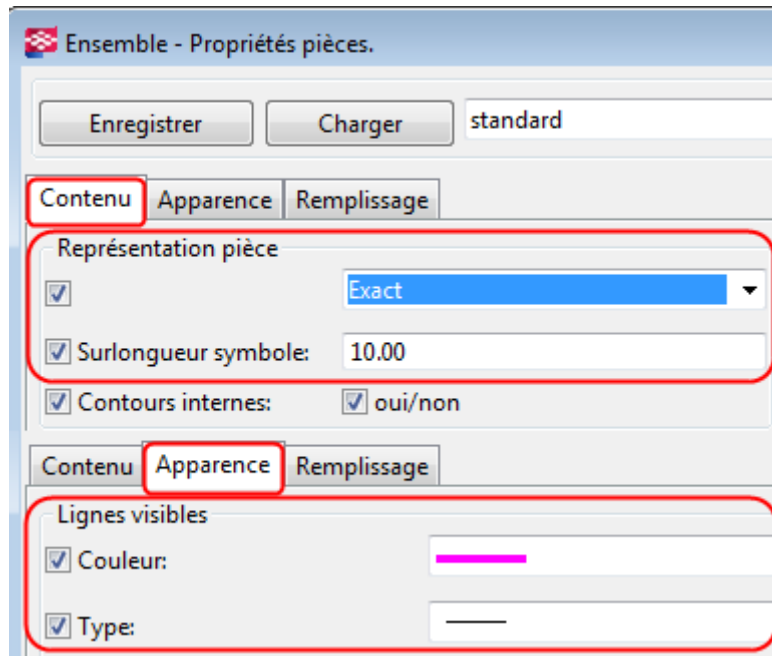 Ensemble - Propriétés pièces.
Enregistrer Charger standard
Contenu Apparence Remplissage
Représentation pièce
Exact
Surlongueur symbole: 10.00
Contours internes: oui/non
Contenu Apparence Remplissage
Lignes visibles
Couleur:
Type: